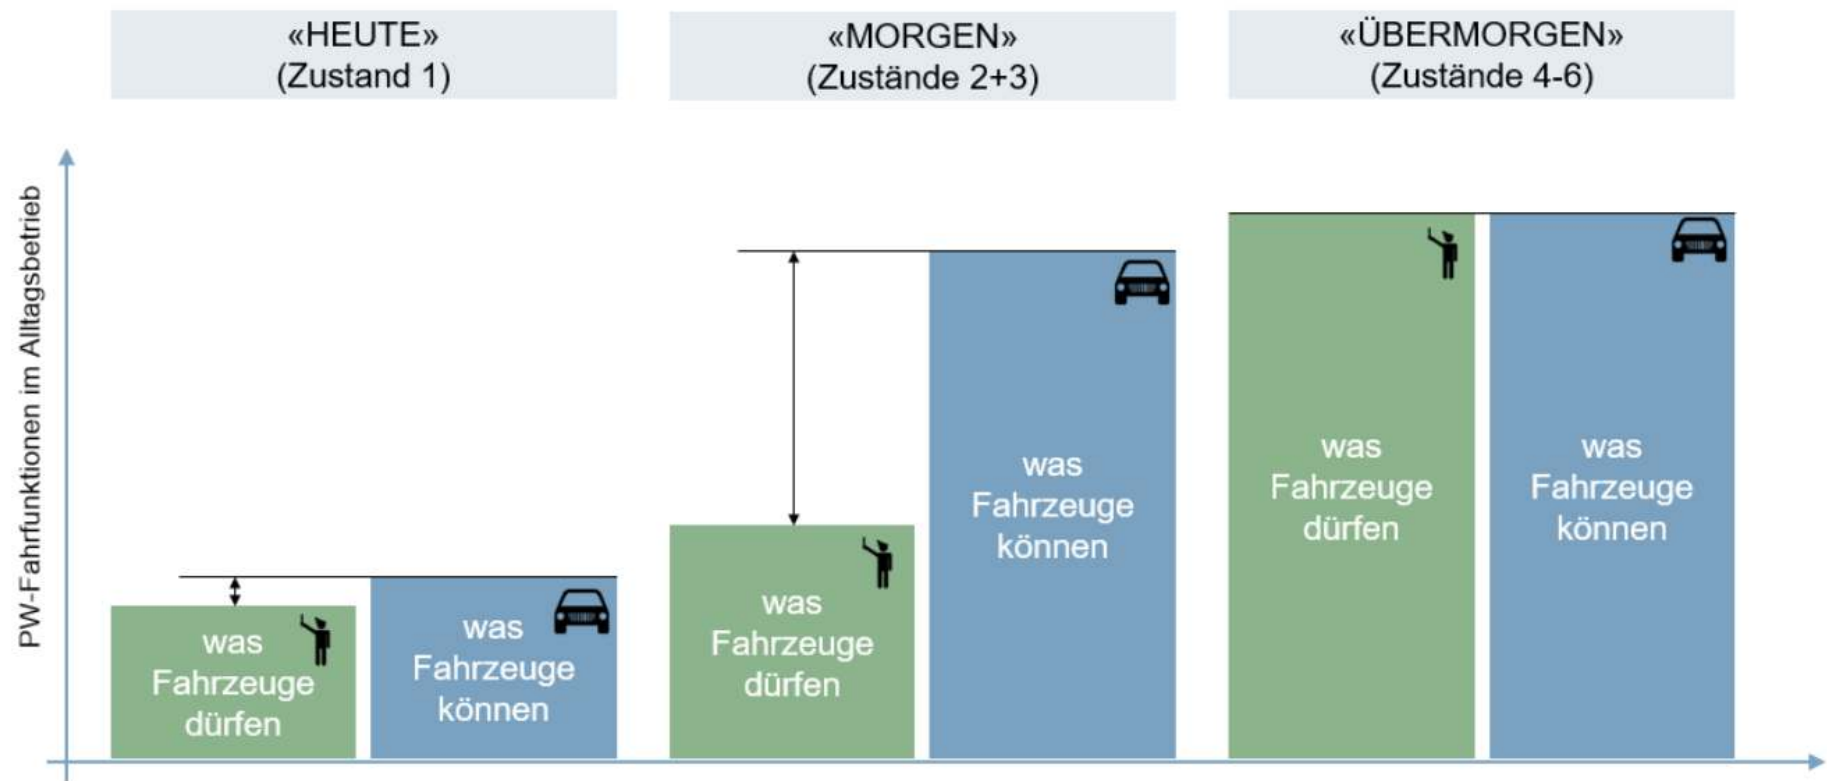 «HEUTE»
(Zustand 1)
«MORGEN»
(Zustände 2+3)
«ÜBERMORGEN»
(Zustände 4-6)
PW-Fahrfunktionen im Alltagsbetrieb
was
Fahrzeuge
dürfen
was
Fahrzeuge
können
was
Fahrzeuge
dürfen
was
Fahrzeuge
können
was
Fahrzeuge
dürfen
was
Fahrzeuge
können